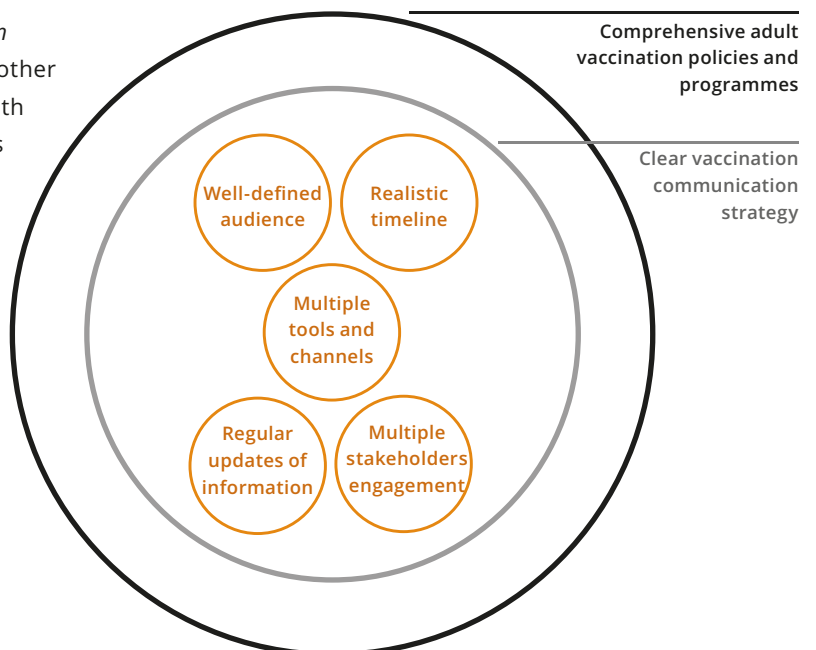 n
other
th
s
Comprehensive adult
vaccination policies and
programmes
Clear vaccination
communication
strategy
Well-defined
audience
Realistic
timeline
Multiple
tools and
channels
Regular
updates of
information
Multiple
stakeholders
engagement